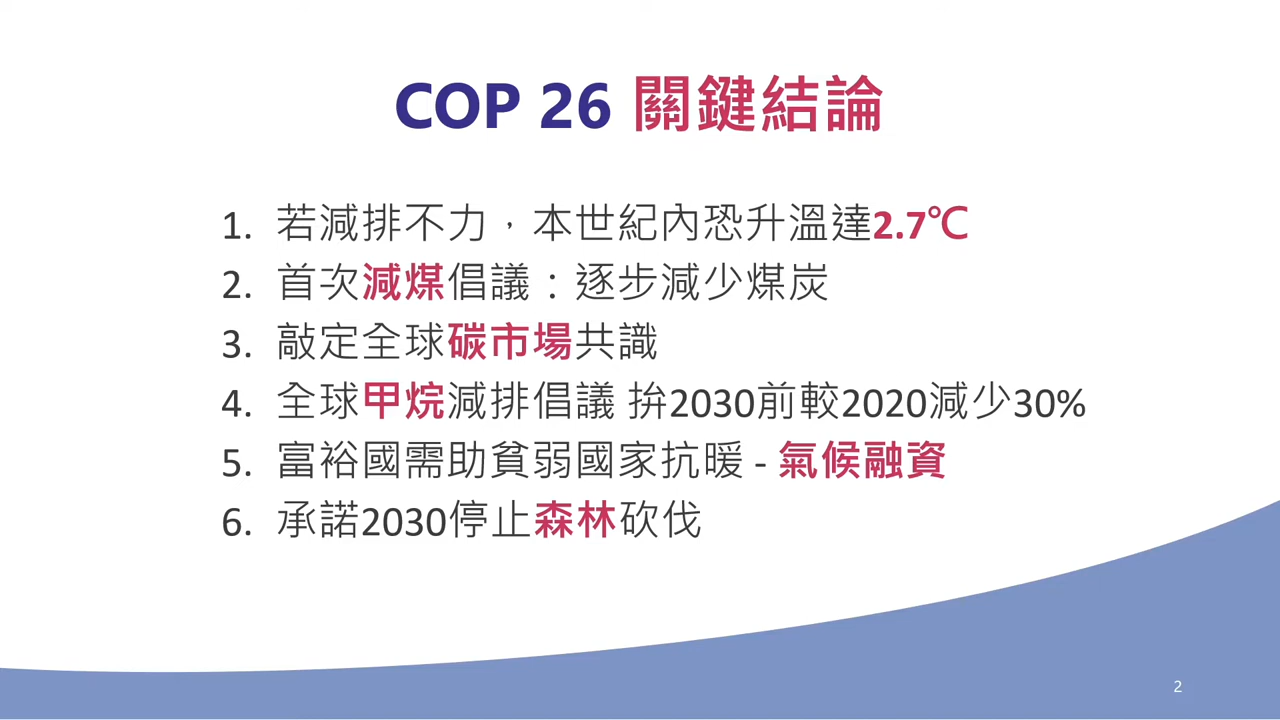 COP 26 關鍵結論
1. 若減排不力，本世紀內恐升溫達2.7℃
2. 首次減煤倡議：逐步減少煤炭
3. 敲定全球碳市場共識
4. 全球甲烷減排倡議 拚2030前較2020減少30%
5. 富裕國需助貧弱國家抗暖 - 氣候融資
6. 承諾2030停止森林砍伐
2